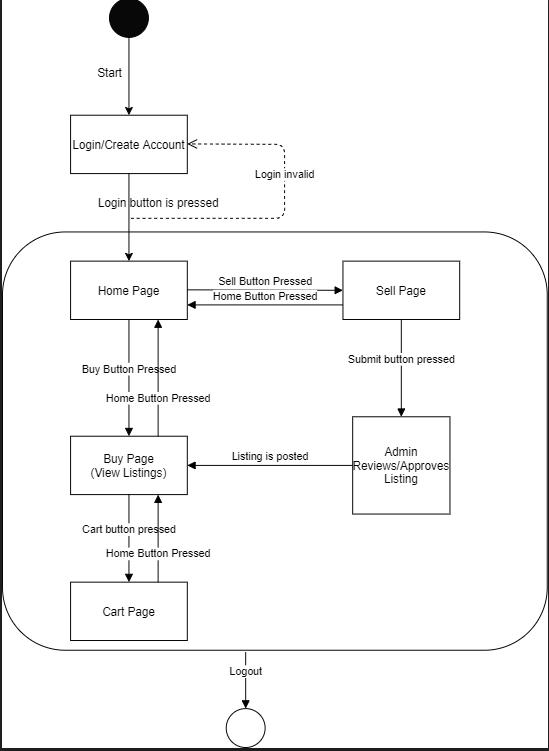 Start
Login/Create Account
Login invalid
Login button is pressed
Home Page
Sell Button Pressed
Home Button Pressed
Sell Page
Buy Button Pressed
Submit button pressed
Home Button Pressed
Buy Page
(View Listings)
Listing is posted
Admin
Reviews/Approves
Listing
Cart button pressed
Home Button Pressed
Cart Page
Logout